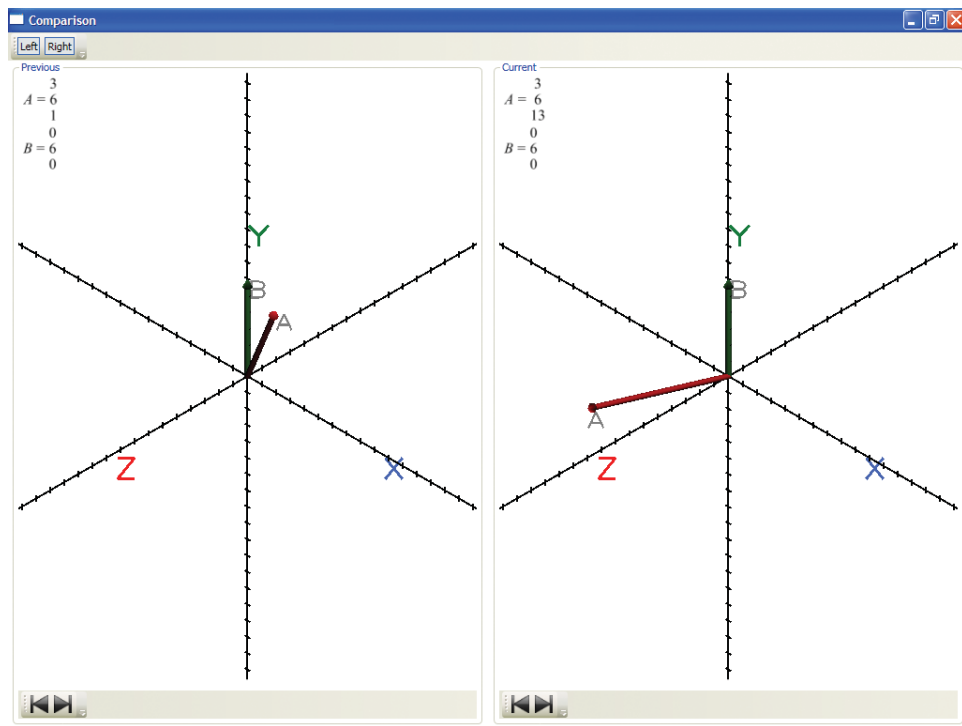 Comparison
Left Right
Previous
3
A = 6
1
0
B = 6
0
Y
B
A
Z
X
Current
3
A = 6
13
0
B = 6
0
Y
B
A
Z
X